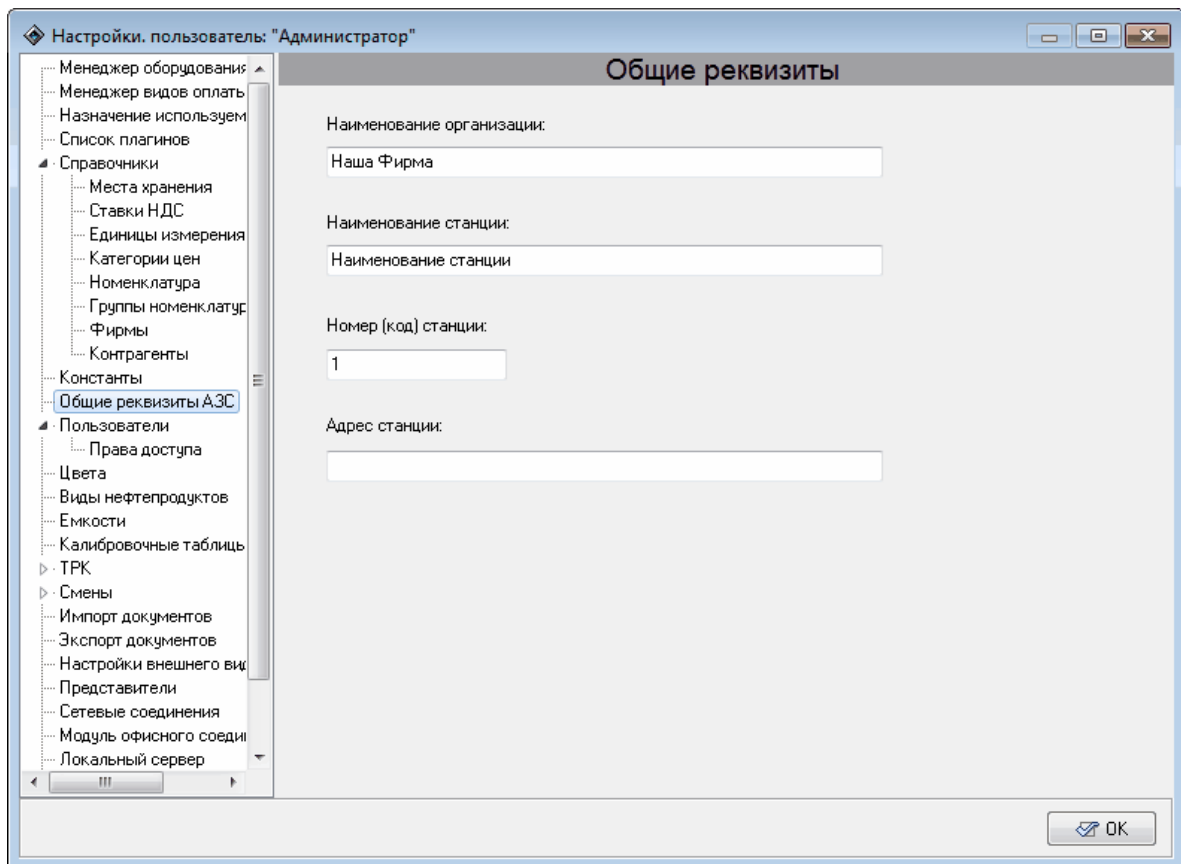 Настройки. пользователь: "Администратор"
Менеджер оборудования
Менеджер видов оплать
Назначение используем
Список плагинов
Справочники
Места хранения
Ставки НДС
Единицы измерения
Категории цен
Номенклатура
Группы номенклатур
Фирмы
Контрагенты
Константы
Общие реквизиты АЗС
Пользователи
Права доступа
Цвета
Виды нефтепродуктов
Емкости
Калибровочные таблиць
ТРК
Смены
Импорт документов
Экспорт документов
Настройки внешнего вид
Представители
Сетевые соединения
Модуль офисного соеди
Локальный сервер
Общие реквизиты
Наименование организации:
Наша Фирма
Наименование станции:
Наименование станции
Номер (код) станции:
1
Адрес станции:
OK